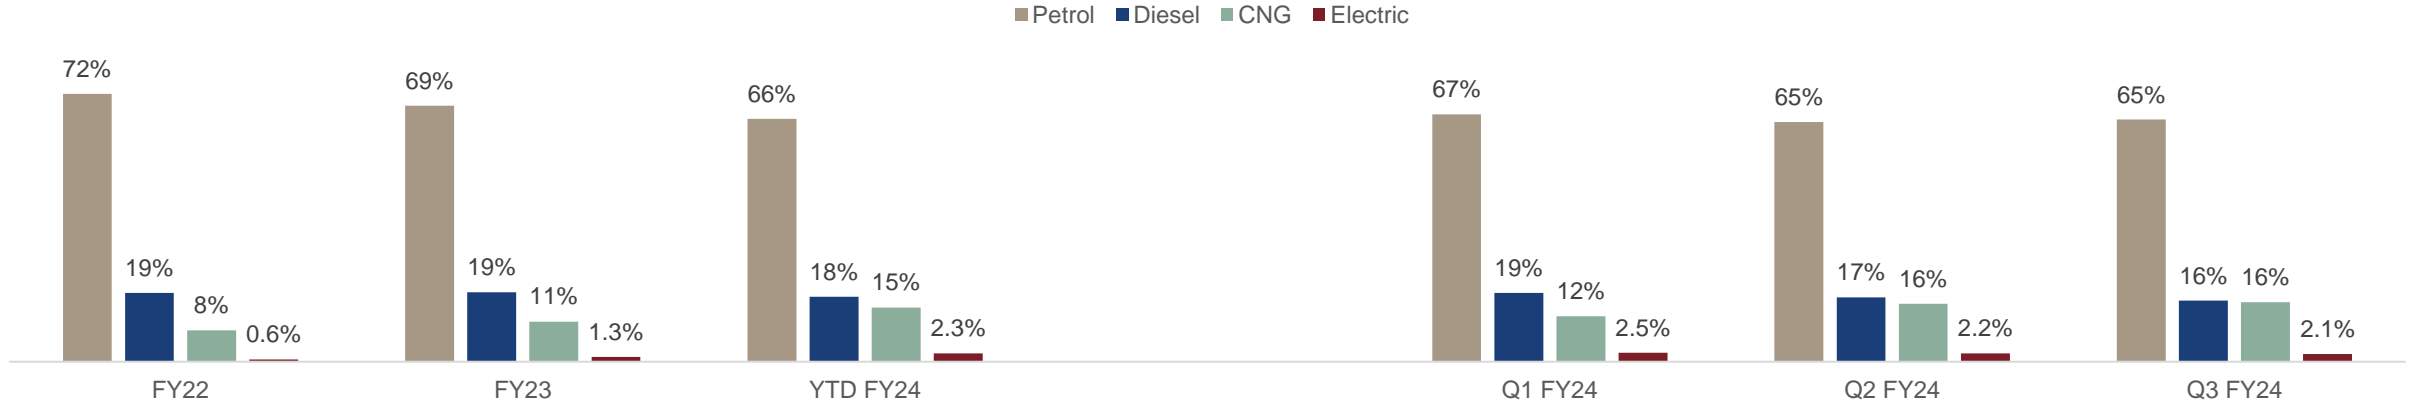 Petrol Diesel CNG Electric
72% 19% 8% 0.6%
69% 19% 11% 1.3%
66% 18% 15% 2.3%
67% 19% 12% 2.5%
65% 17% 16% 2.2%
65% 16% 16% 2.1%
FY22 FY23 YTD FY24 Q1 FY24 Q2 FY24 Q3 FY24